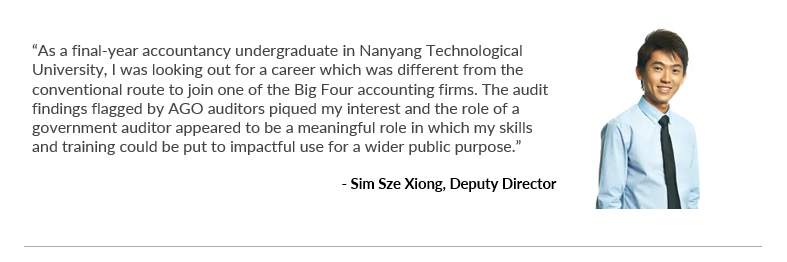 “As a final-year accountancy undergraduate in Nanyang Technological
University, I was looking out for a career which was different from the
conventional route to join one of the Big Four accounting firms. The audit
findings flagged by AGO auditors piqued my interest and the role of a
government auditor appeared to be a meaningful role in which my skills
and training could be put to impactful use for a wider public purpose.”
- Sim Sze Xiong, Deputy Director